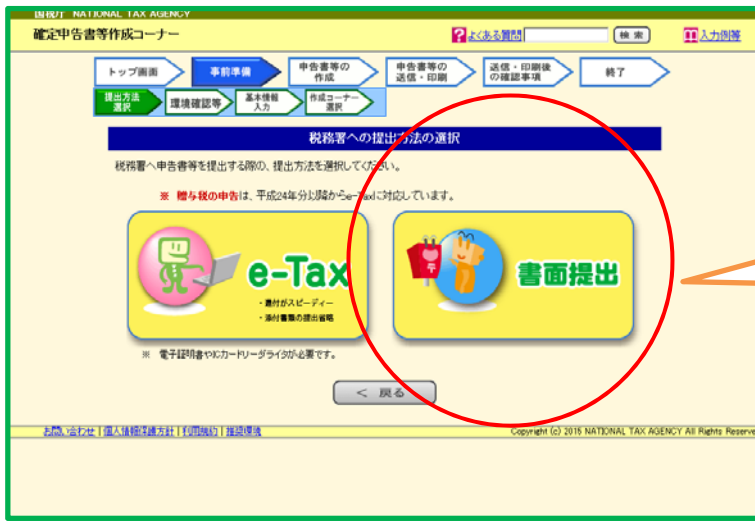 国税庁 NATIONAL TAX AGENCY
確定申告書等作成コーナー
?よくある質問
検索
入力例等
トップ画面
事前準備
申告書等の
作成
申告書等の
送信・印刷
送信・印刷後
の確認事項
終了
提出方法
選択
環境確認等
基本情報
入力
作成コーナー
選択
税務署への提出方法の選択
税務署へ申告書等を提出する際の、提出方法を選択してください。
※ 贈与税の申告は、平成24年分以降からe-Taxに対応しています。
e-Tax
・還付がスピーディー
・添付書類の提出省略
書面提出
※ 電子証明書やICカードリーダライタが必要です。
< 戻る
お問い合わせ | 個人情報保護方針 | 利用規約 | 推奨環境
Copyright (c) 2015 NATIONAL TAX AGENCY All Rights Reserve